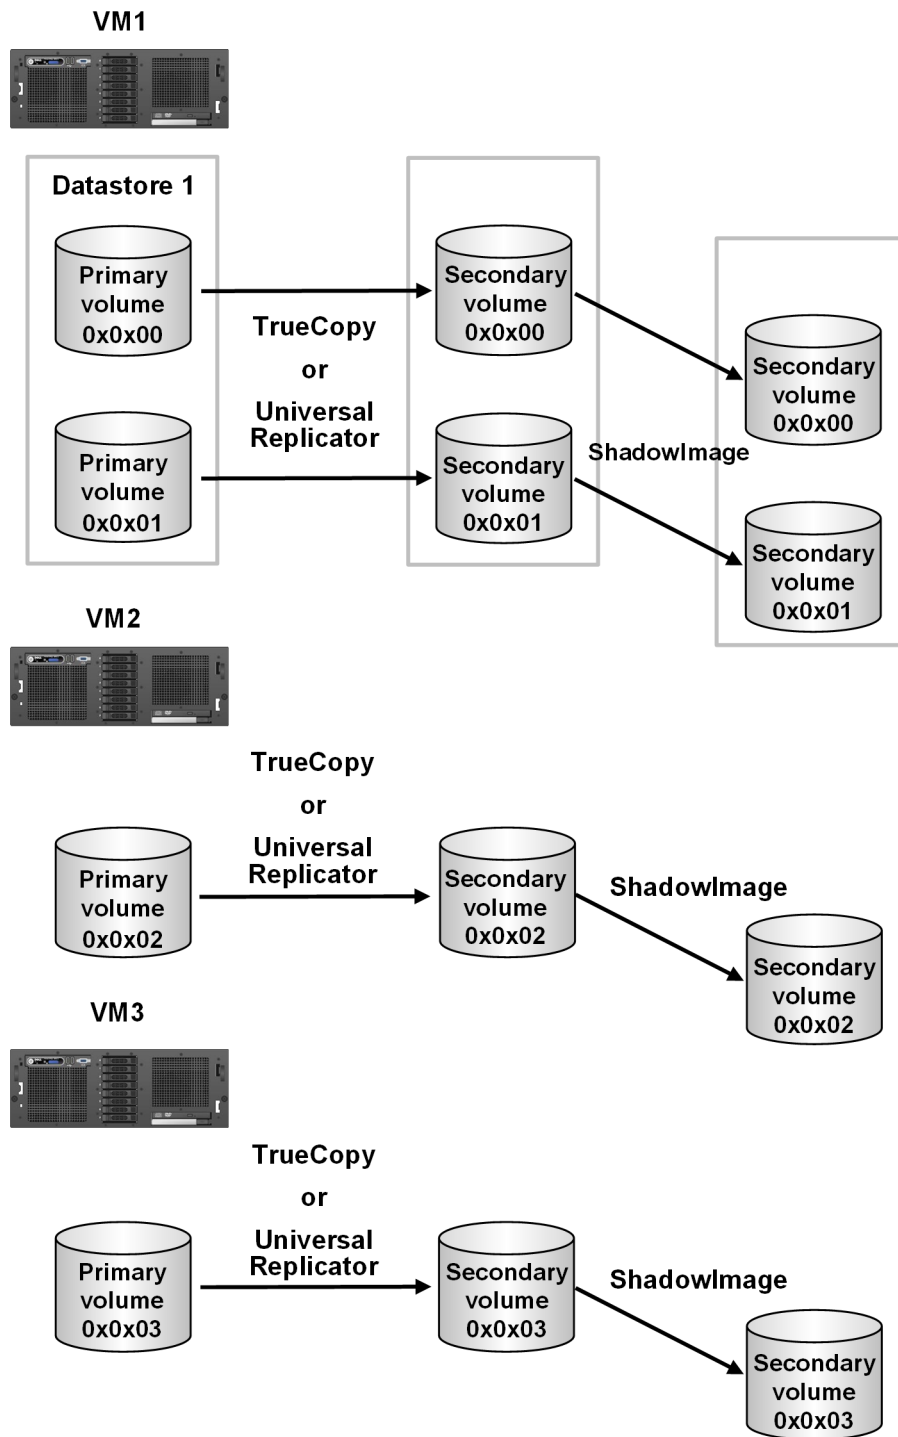 VM1
Datastore 1
Primary
volume
0x0x00
TrueCopy
or
Universal
Replicator
Secondary
volume
0x0x00
Secondary
volume
0x0x00
Primary
volume
0x0x01
Secondary
volume
0x0x01
ShadowImage
Secondary
volume
0x0x01
VM2
TrueCopy
or
Universal
Replicator
Primary
volume
0x0x02
Secondary
volume
0x0x02
ShadowImage
Secondary
volume
0x0x02
VM3
TrueCopy
or
Universal
Replicator
Primary
volume
0x0x03
Secondary
volume
0x0x03
ShadowImage
Secondary
volume
0x0x03